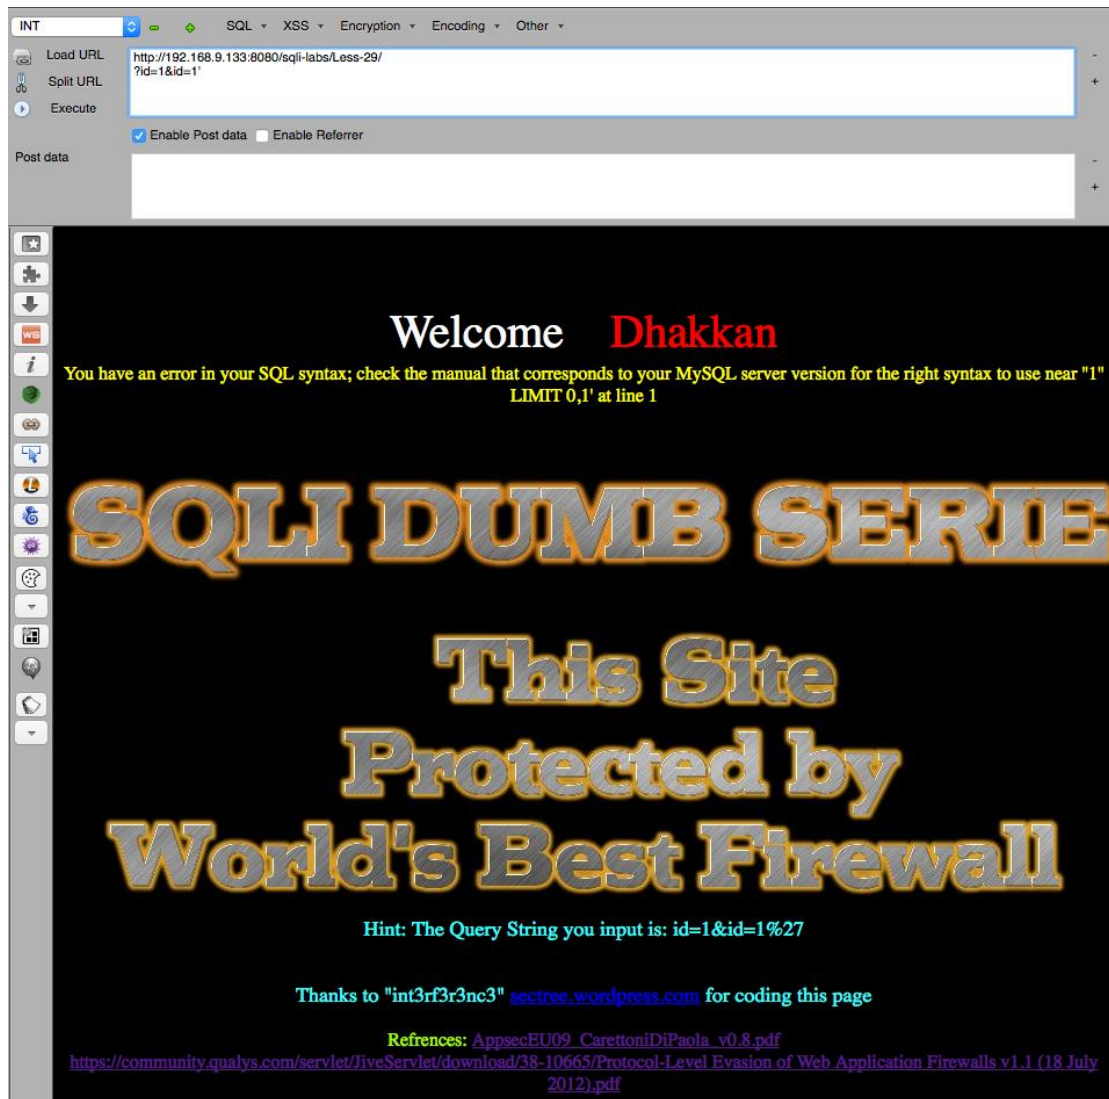 INT SQL XSS Encryption Encoding Other
Load URL http://192.168.9.133:8080/sqli-labs/Less-29/
Split URL ?id=1&id=1'
Execute
Enable Post data Enable Referrer
Post data
Welcome Dhakkan
You have an error in your SQL syntax; check the manual that corresponds to your MySQL server version for the right syntax to use near ''1''
LIMIT 0,1' at line 1
SQLI DUMB SERIE
This Site
Protected by
World's Best Firewall
Hint: The Query String you input is: id=1&id=1%27
Thanks to "int3rf3r3nc3" sectree.wordpress.com for coding this page
Refrences: AppsecEU09_CarettoniDiPaola_v0.8.pdf
https://community.qualys.com/servlet/JiveServlet/download/38-10665/Protocol-Level Evasion of Web Application Firewalls v1.1 (18 July
2012).pdf